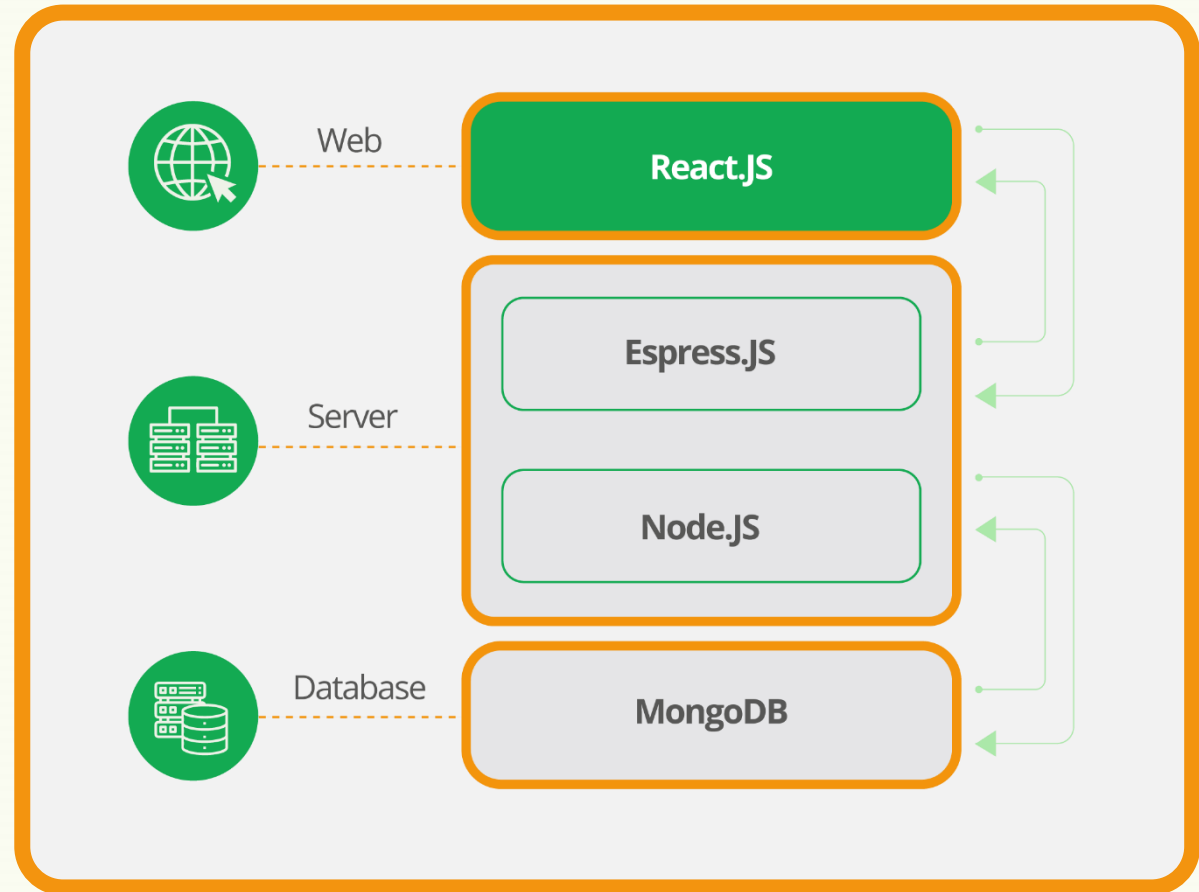 Web
React.JS
Espress.JS
Server
Node.JS
Database
MongoDB